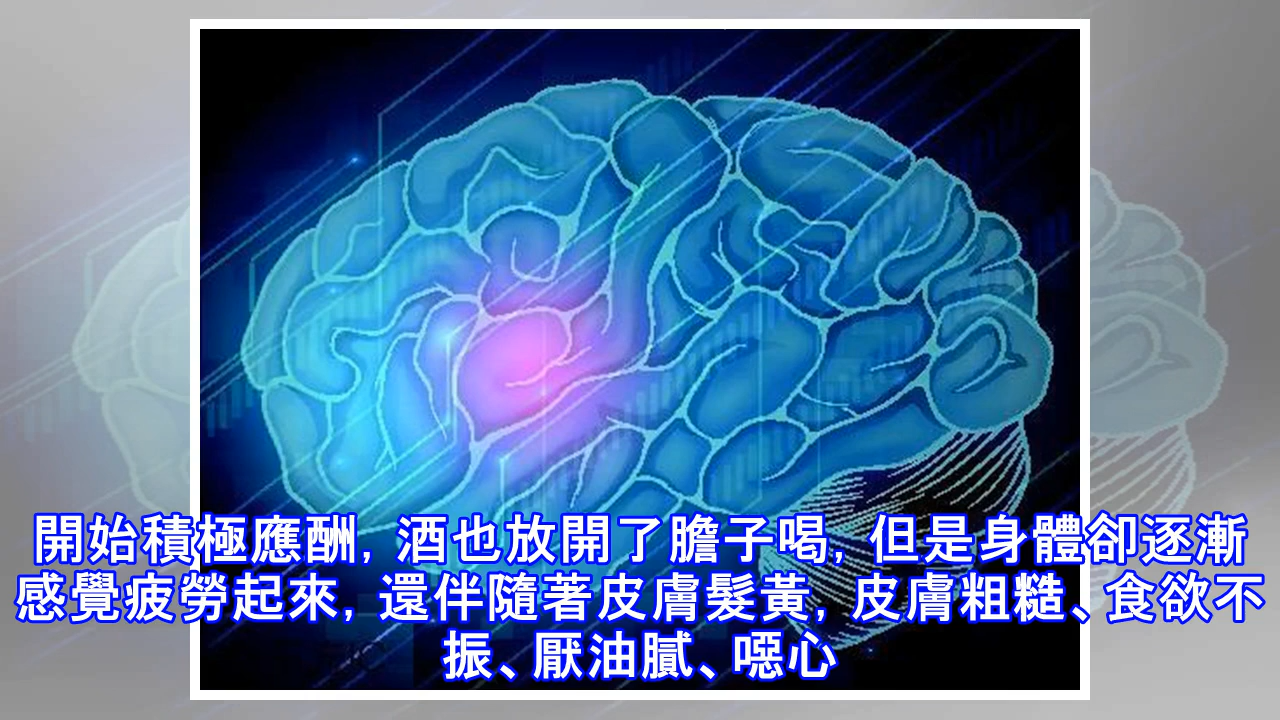 開始積極應酬, 酒也放開了膽子喝, 但是身體卻逐漸
感覺疲勞起來, 還伴隨著皮膚髮黃, 皮膚粗糙、食欲不
振、厭油膩、噁心